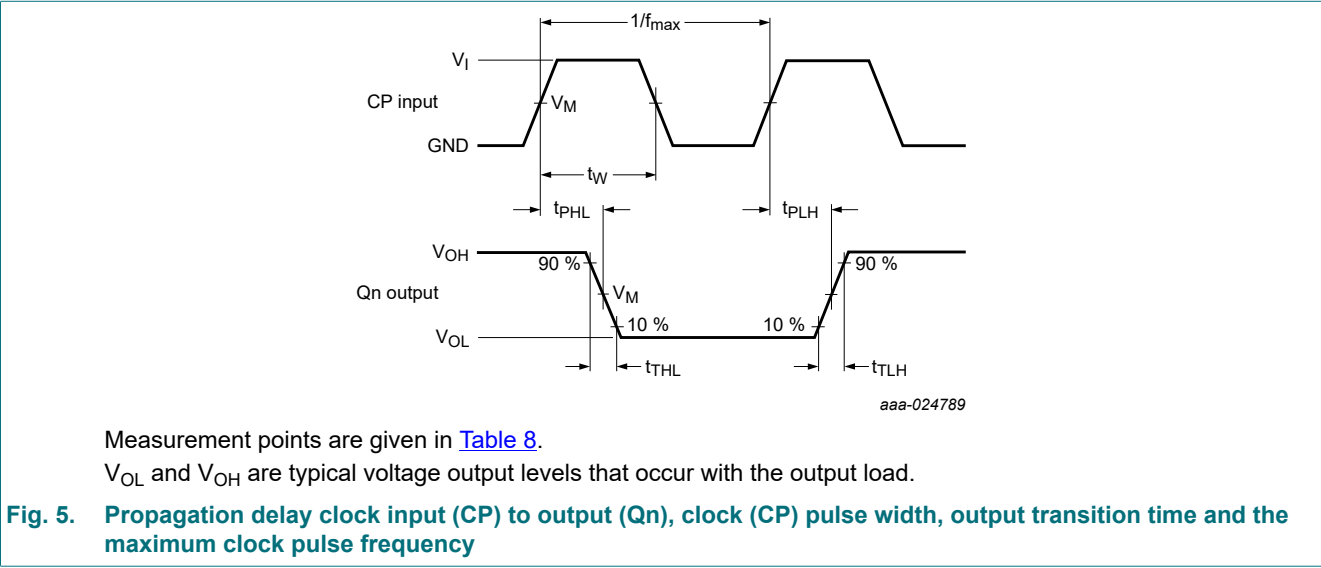 1/fmax
VI
CP input
VM
GND
tW
tPHL
tPLH
VOH
90 %
90 %
Qn output
VM
10 %
10 %
VOL
tTHL
tTLH
aaa-024789
Measurement points are given in Table 8.
VOL and VOH are typical voltage output levels that occur with the output load.
Fig. 5. Propagation delay clock input (CP) to output (Qn), clock (CP) pulse width, output transition time and the
maximum clock pulse frequency